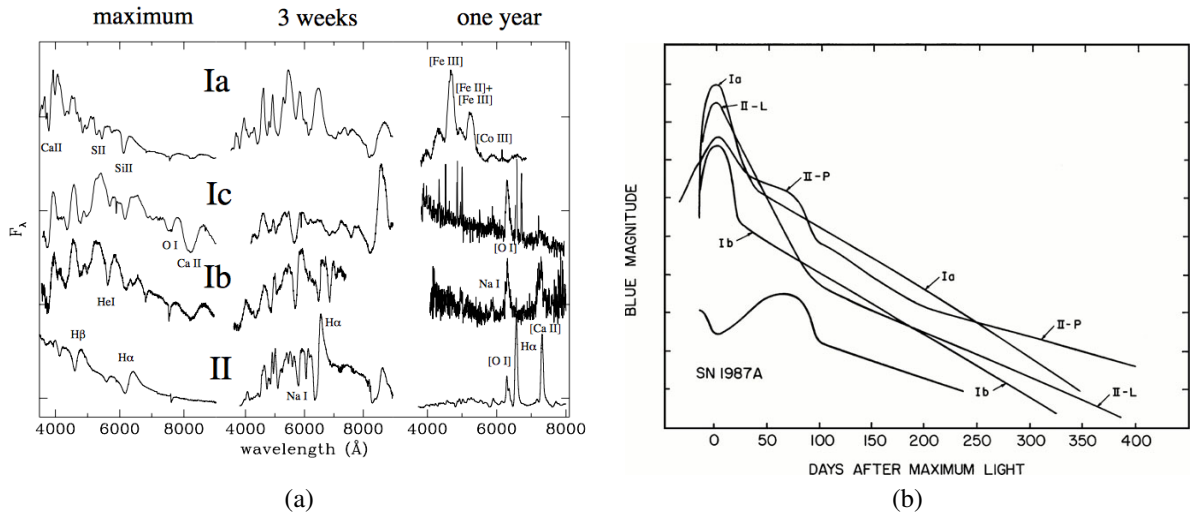 maximum 3 weeks one year
Ia
[Fe III]
[Fe II]+
[Fe III]
[Co III]
CaII
SII
SiII
Ic
O I
Ca II
[O I]
Ib
HeI
Na I
[Ca II]
Hβ
Hα
II
Hα
Na I
[O I]
Hα
Fλ
4000 6000 8000 4000 6000 8000 4000 6000 8000
wavelength (Å)
(a)
BLUE MAGNITUDE
Ia
II-L
II-P
Ib
Ia
II-P
SN 1987A
Ib
II-L
0 50 100 150 200 250 300 350 400
DAYS AFTER MAXIMUM LIGHT
(b)